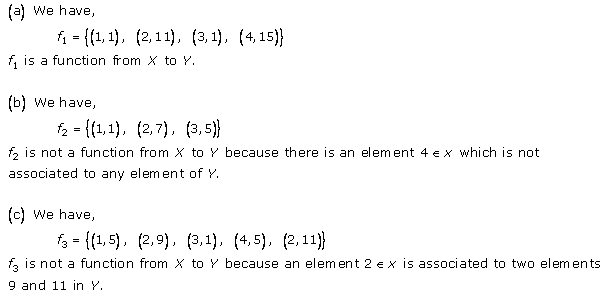 (a) We have,
f₁ = {(1,1), (2,11), (3,1), (4,15)}
f₁ is a function from X to Y.
(b) We have,
f₂ = {(1,1), (2,7), (3,5)}
f₂ is not a function from X to Y because there is an element 4 ∈ x which is not
associated to any element of Y.
(c) We have,
f₃ = {(1,5), (2,9), (3,1), (4,5), (2,11)}
f₃ is not a function from X to Y because an element 2 ∈ x is associated to two elements
9 and 11 in Y.